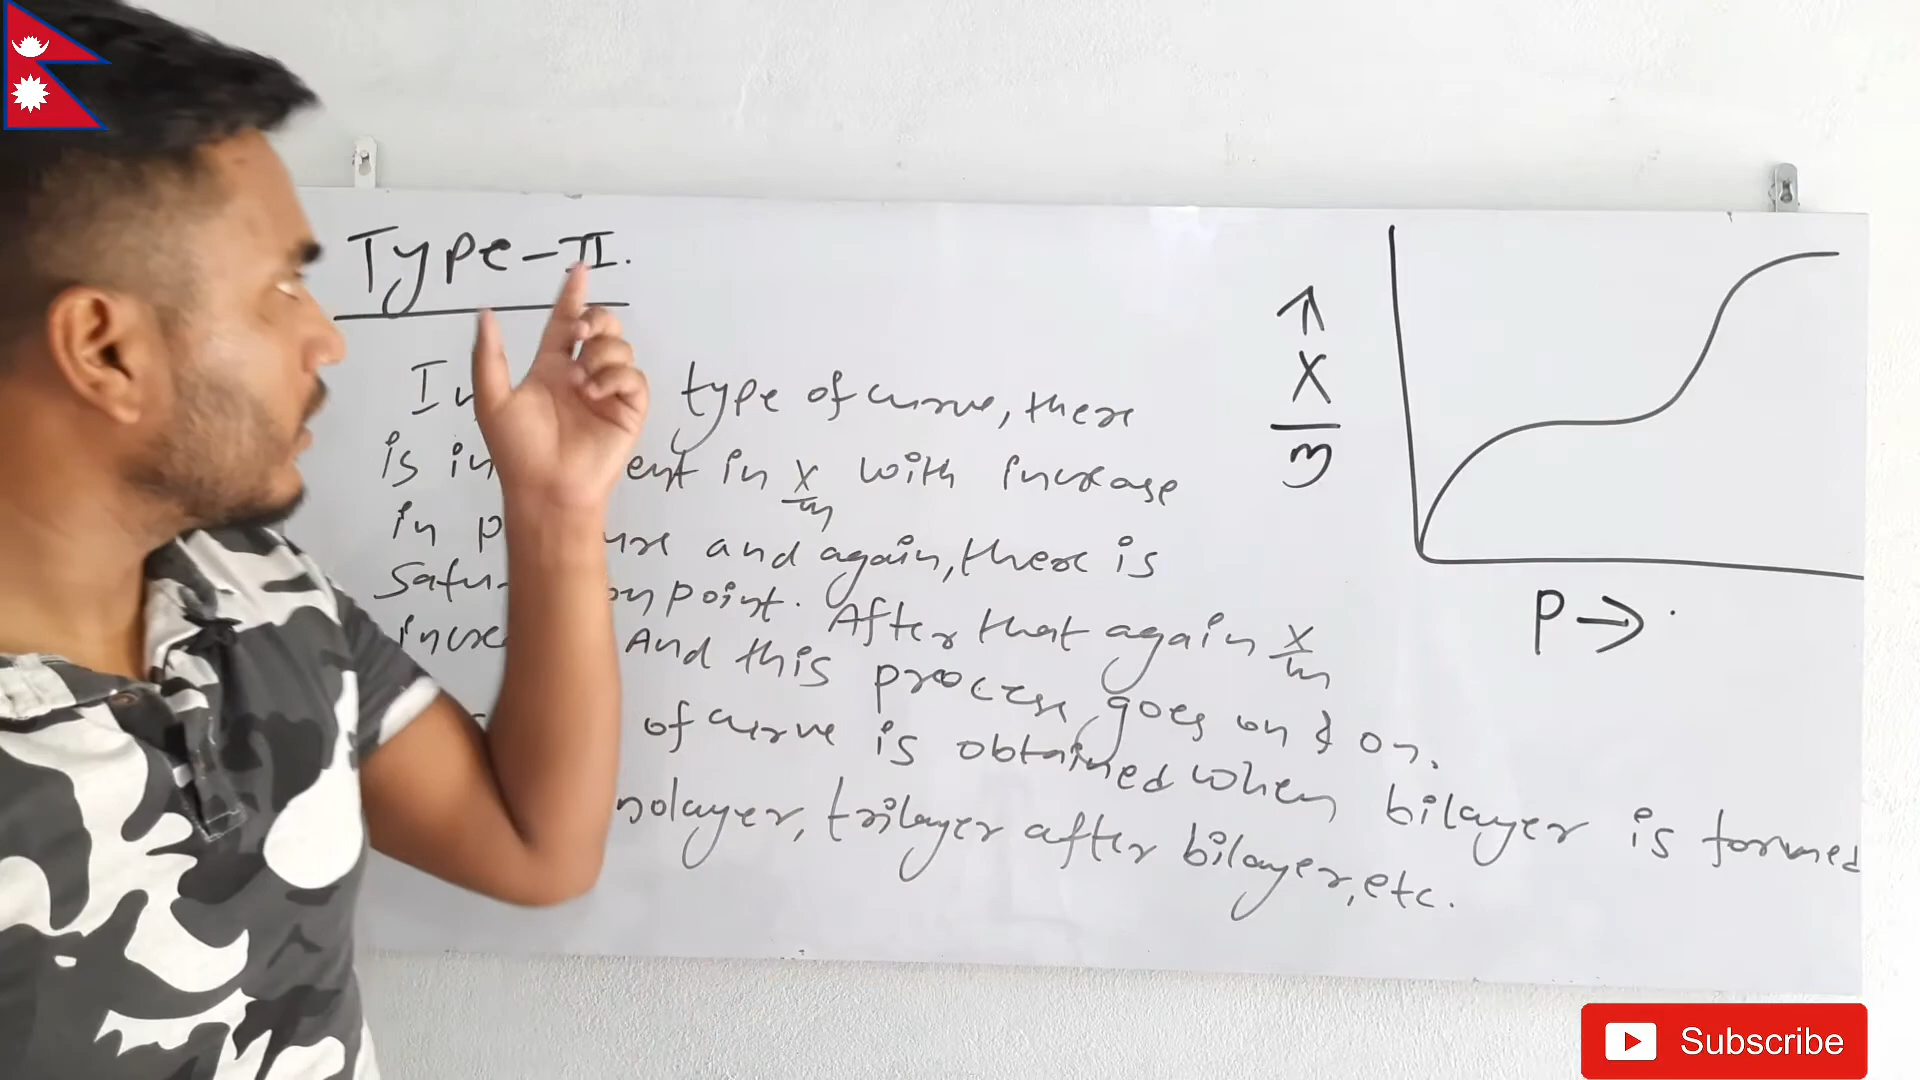 Type-II.
type of curve, there
is in ent in X/m with increase
in p ure and again, there is
Satu on point. After that again X/m
incre And this process goes on & on.
of curve is obtained when bilayer is formed
nolayer, trilayer after bilayer, etc.
↑
X
m
P→
Subscribe